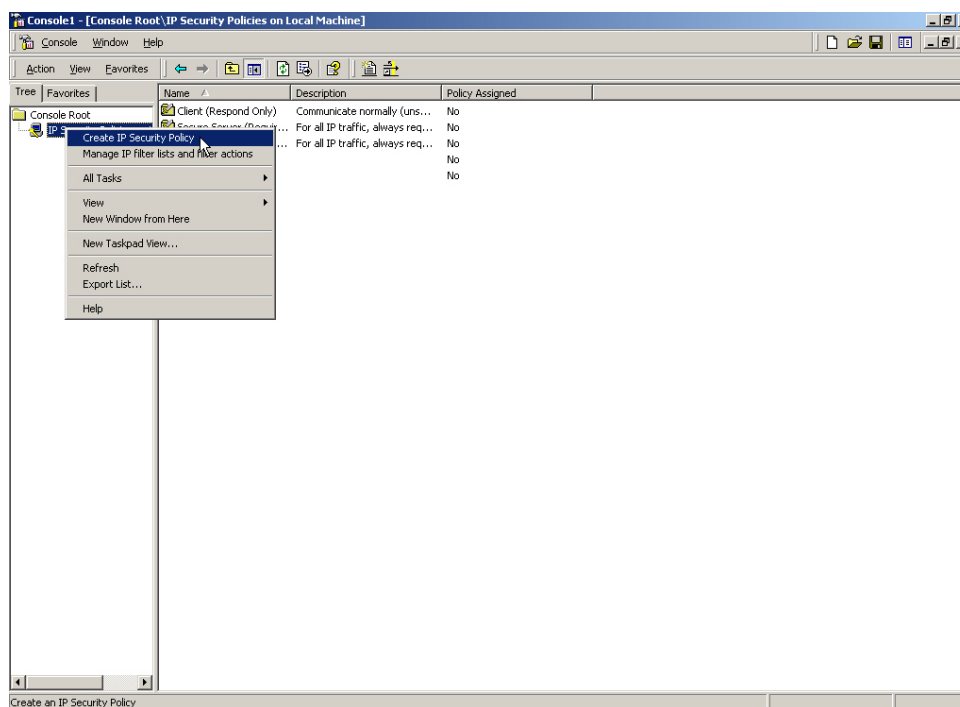 Console1 - [Console Root\IP Security Policies on Local Machine]
Console Window Help
Action View Favorites
Tree Favorites
Name Description Policy Assigned
Console Root
IP S
Client (Respond Only) Communicate normally (uns... No
Secure Server (Requir... For all IP traffic, always req... No
... For all IP traffic, always req... No
No
No
Create IP Security Policy
Manage IP filter lists and filter actions
All Tasks
View
New Window from Here
New Taskpad View...
Refresh
Export List...
Help
Create an IP Security Policy